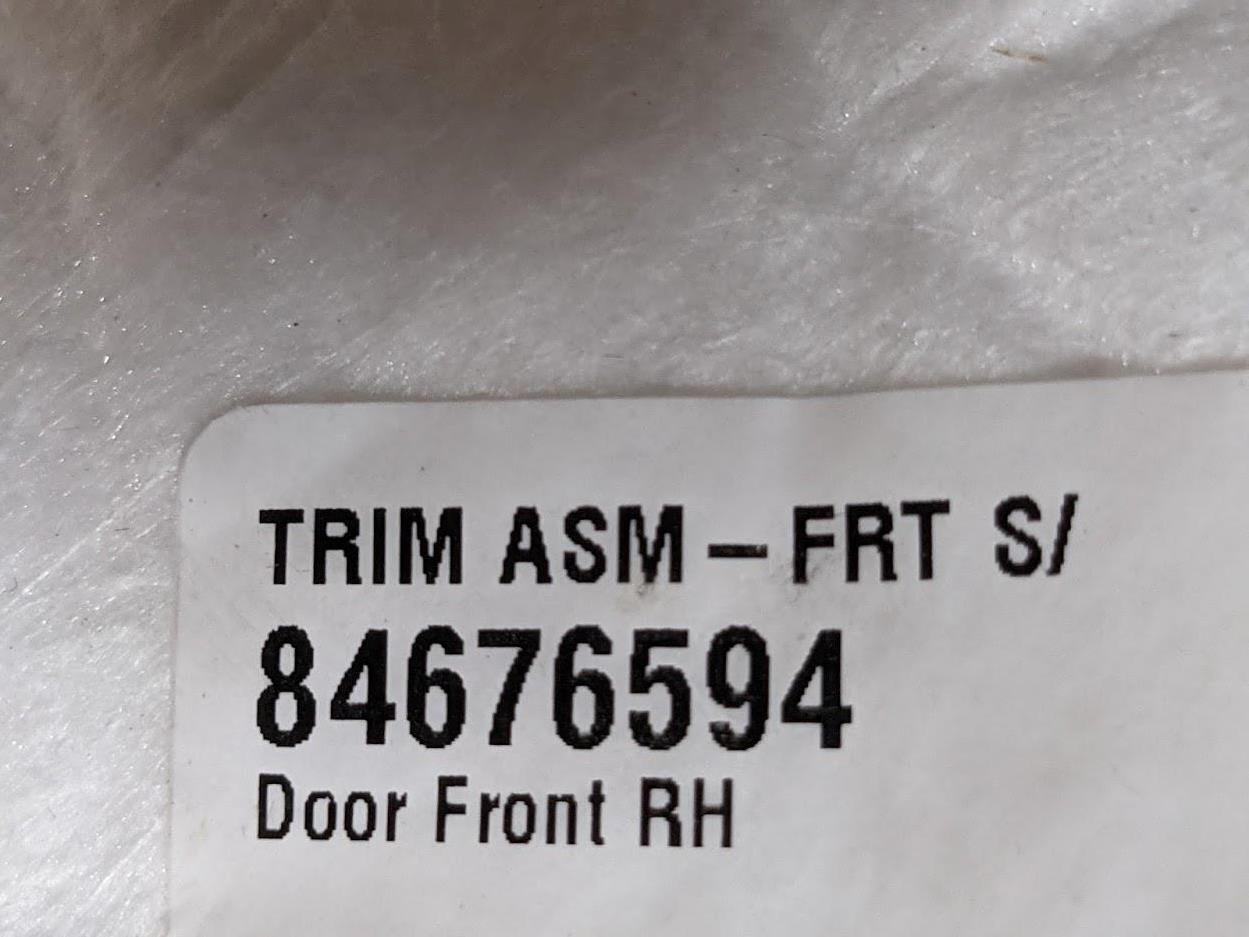 TRIM ASM – FRT S/
84676594
Door Front RH